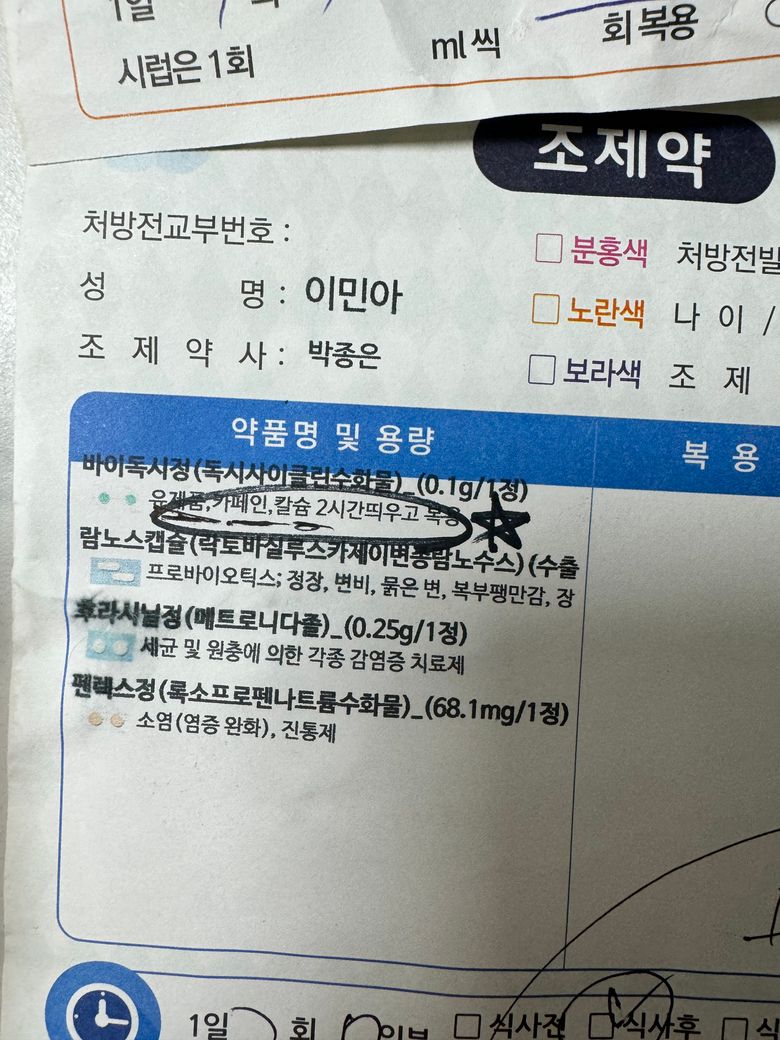 1일 회
시럽은 1회 ml씩 회 복용
조제약
처방전교부번호 :
성 명 : 이민아
조 제 약 사 : 박종은
분홍색 처방전발
노란색 나 이 /
보라색 조 제
약품명 및 용량
복 용
바이독시정(독시사이클린수화물)_(0.1g/1정)
유제품,카페인,칼슘 2시간띄우고 복용
람노스캡슐(락토바실루스카제이변종람노수스) (수출
프로바이오틱스; 정장, 변비, 묽은 변, 복부팽만감, 장
후라시닐정(메트로니다졸)_(0.25g/1정)
세균 및 원충에 의한 각종 감염증 치료제
펜렉스정(록소프로펜나트륨수화물)_(68.1mg/1정)
소염(염증 완화), 진통제
1일 회 일분 식사전 식사후 식